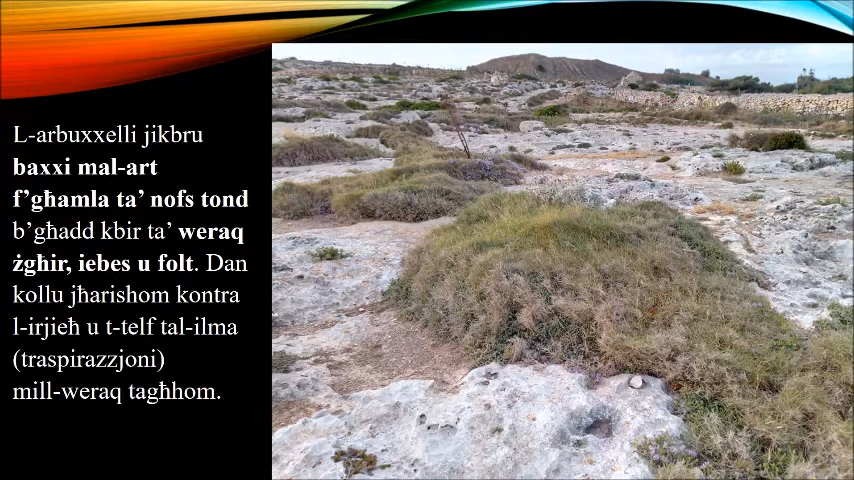 L-arbuxxelli jikbru
baxxi mal-art
f’għamla ta’ nofs tond
b’għadd kbir ta’ weraq
żgħir, iebes u folt. Dan
kollu jħarishom kontra
l-irjieħ u t-telf tal-ilma
(traspirazzjoni)
mill-weraq tagħhom.